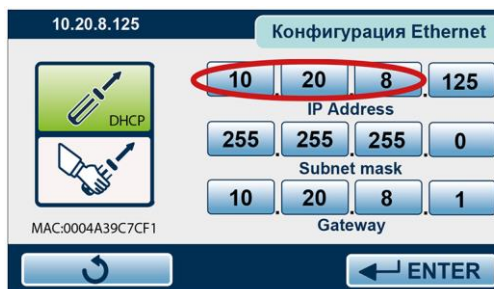 10.20.8.125
Конфигурация Ethernet
DHCP
MAC:0004A39C7CF1
10 . 20 . 8 . 125
IP Address
255 . 255 . 255 . 0
Subnet mask
10 . 20 . 8 . 1
Gateway
ENTER